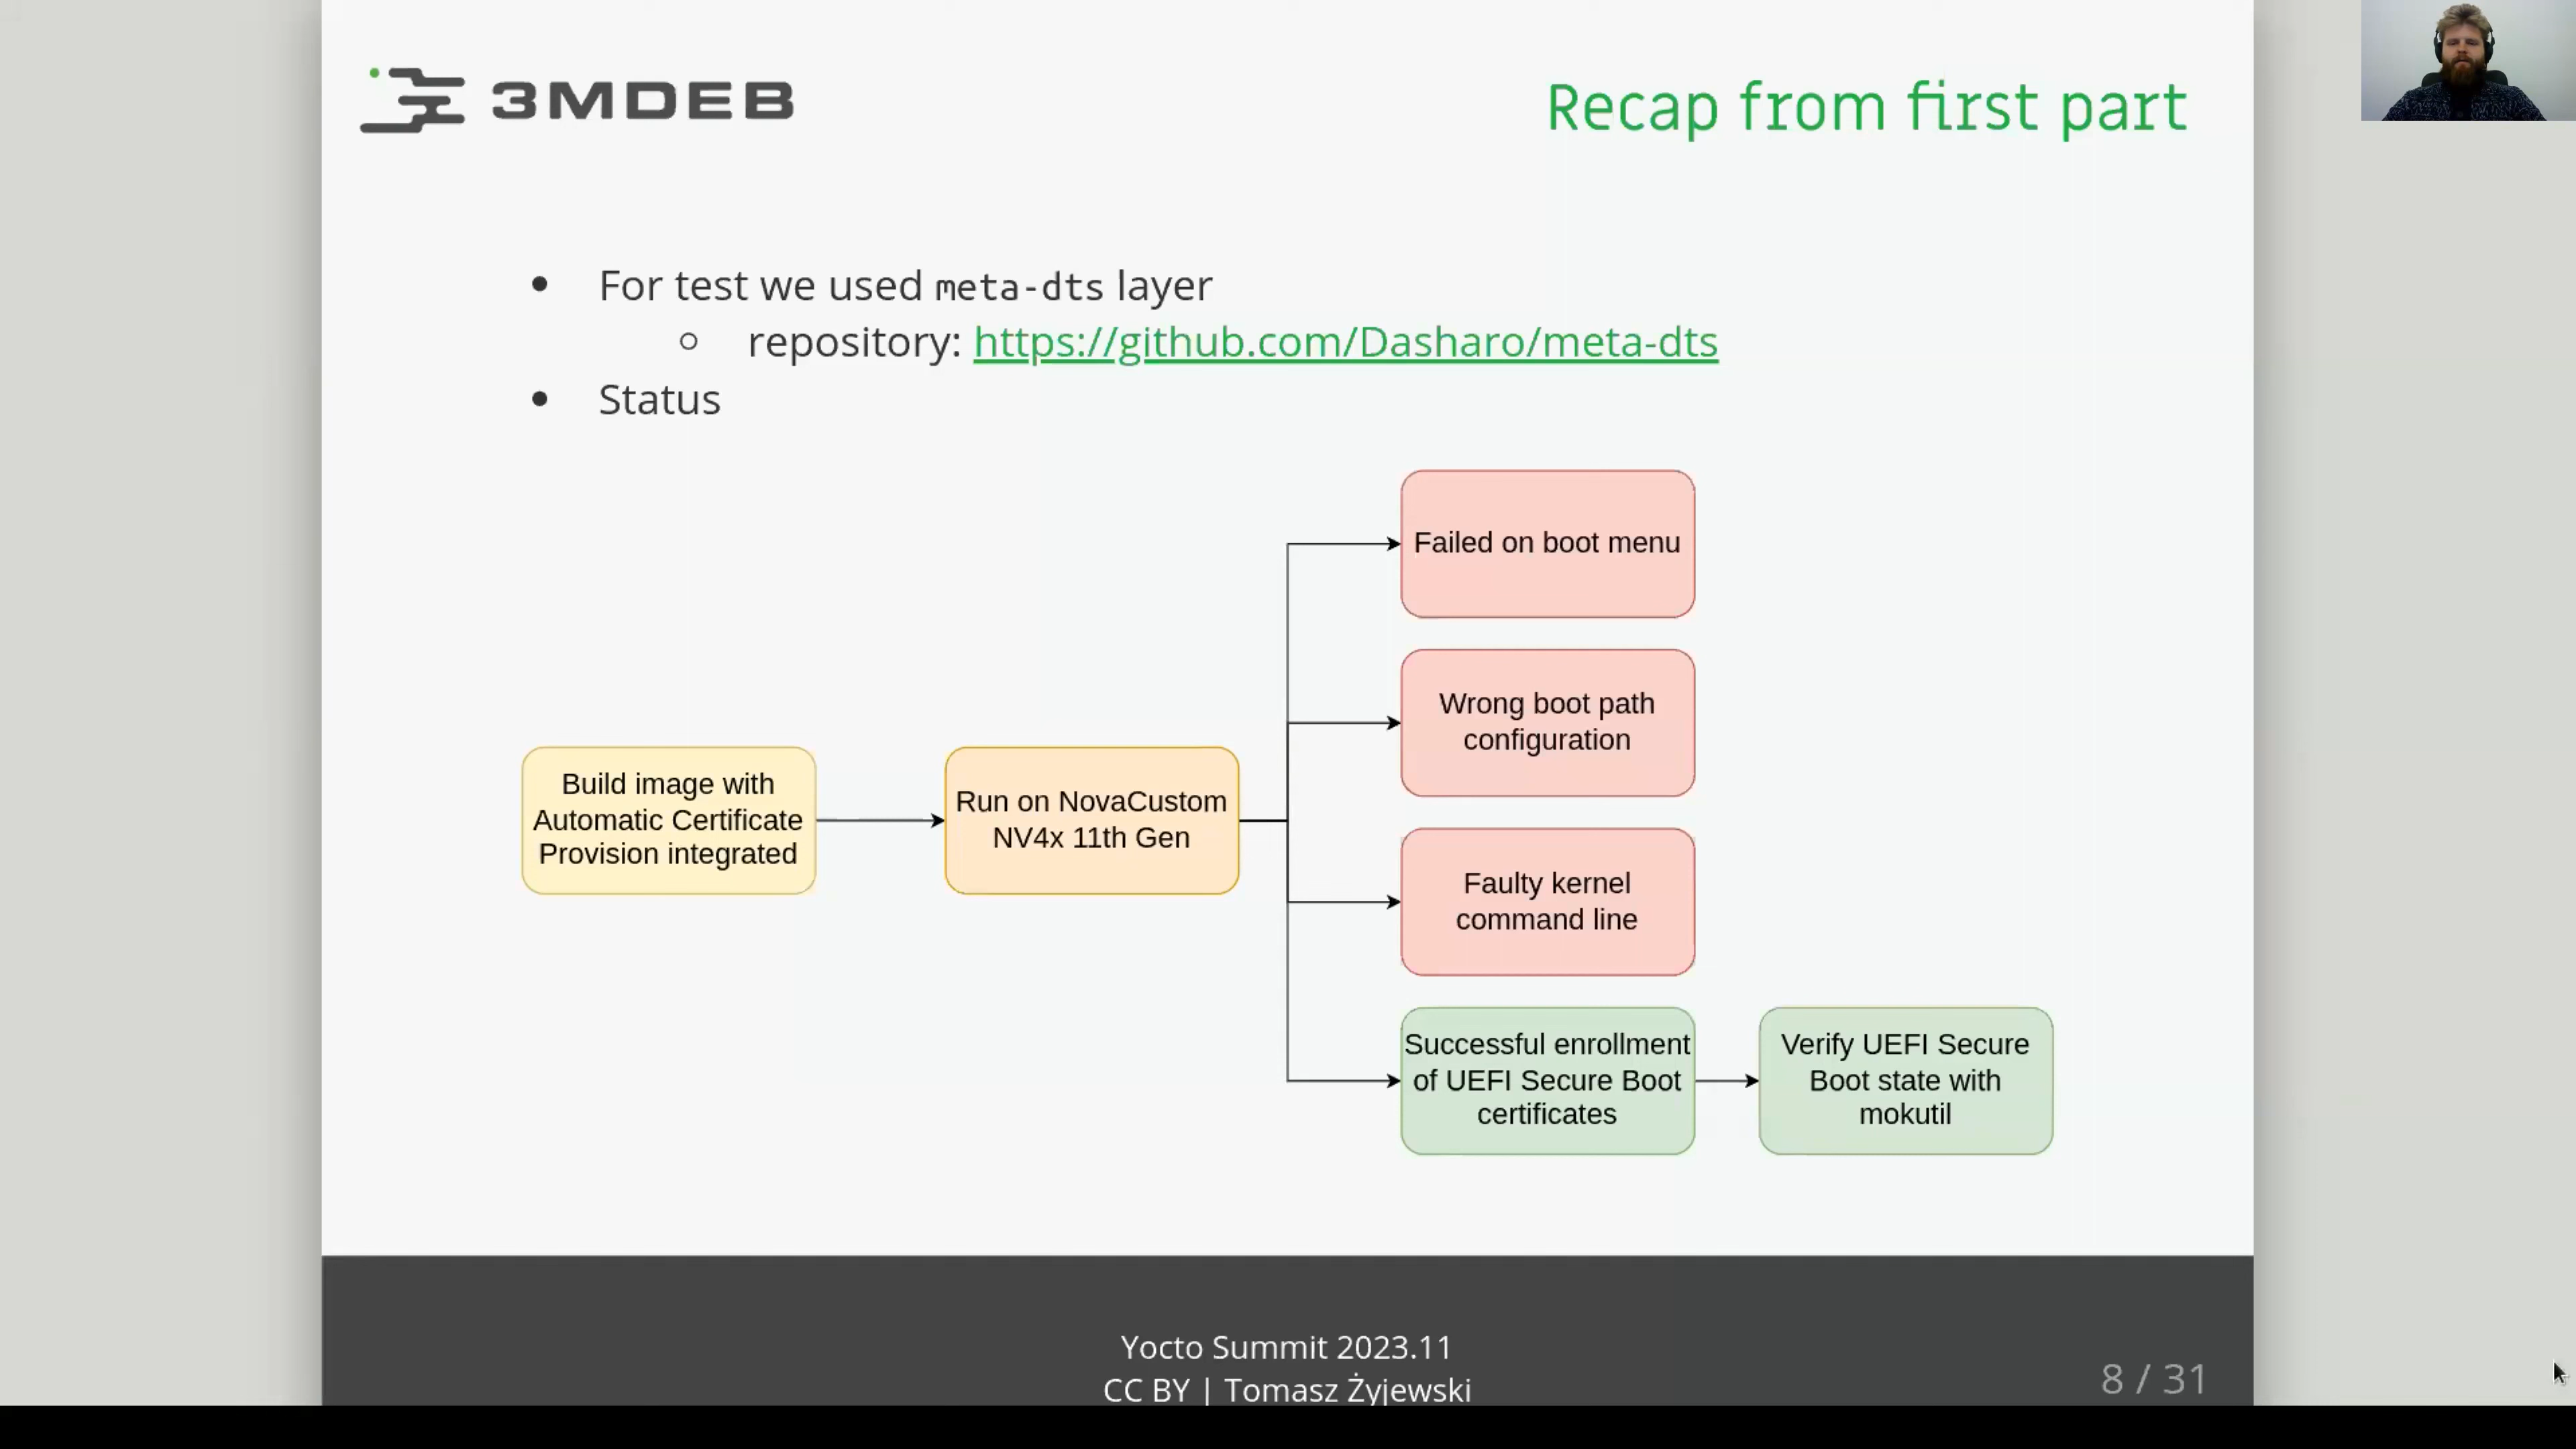 3MDEB
Recap from first part
For test we used meta-dts layer
repository: https://github.com/Dasharo/meta-dts
Status
Failed on boot menu
Wrong boot path
configuration
Build image with
Automatic Certificate
Provision integrated
Run on NovaCustom
NV4x 11th Gen
Faulty kernel
command line
Successful enrollment
of UEFI Secure Boot
certificates
Verify UEFI Secure
Boot state with
mokutil
Yocto Summit 2023.11
CC BY | Tomasz Żyjewski
8 / 31